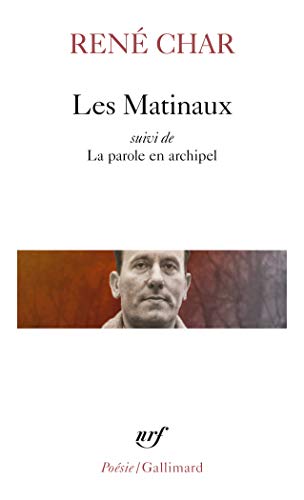 RENÉ CHAR
Les Matinaux
suivi de
La parole en archipel
nrf
Poésie/Gallimard